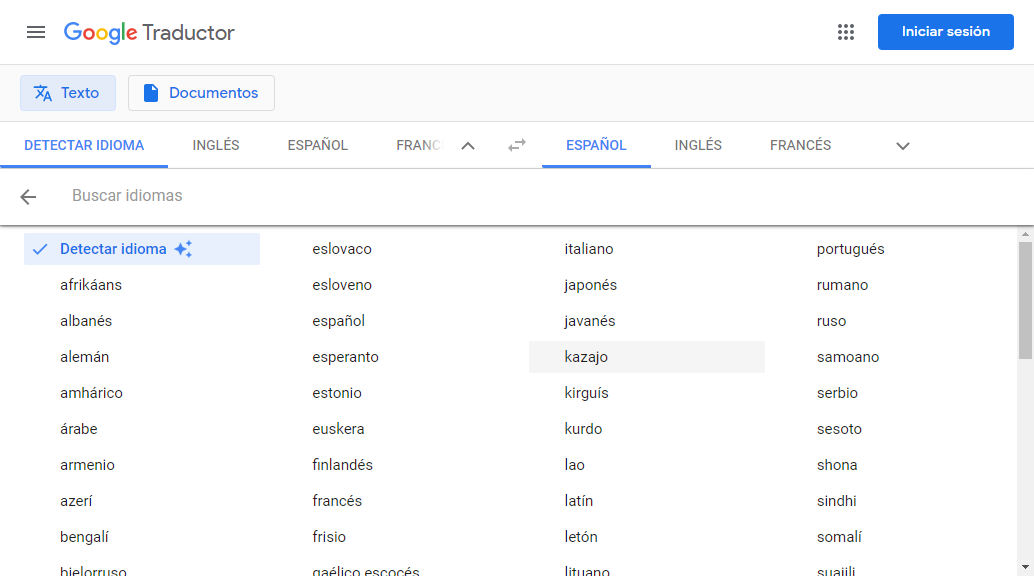 Google Traductor
Iniciar sesión
Texto
Documentos
DETECTAR IDIOMA
INGLÉS
ESPAÑOL
FRANC
ESPAÑOL
INGLÉS
FRANCÉS
Buscar idiomas
Detectar idioma
afrikáans
albanés
alemán
amhárico
árabe
armenio
azerí
bengalí
bielorruso
eslovaco
esloveno
español
esperanto
estonio
euskera
finlandés
francés
frisio
gaélico escocés
italiano
japonés
javanés
kazajo
kirguís
kurdo
lao
latín
letón
lituano
portugués
rumano
ruso
samoano
serbio
sesoto
shona
sindhi
somalí
suajili